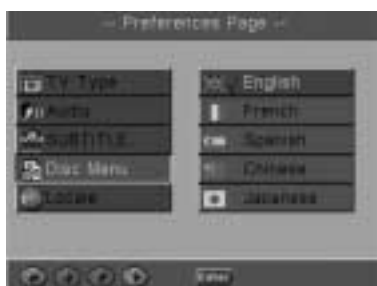 -- Preferences Page --
TV Type
Audio
SUBTITLE
Disc Menu
Locale
English
French
Spanish
Chinese
Japanese
Enter